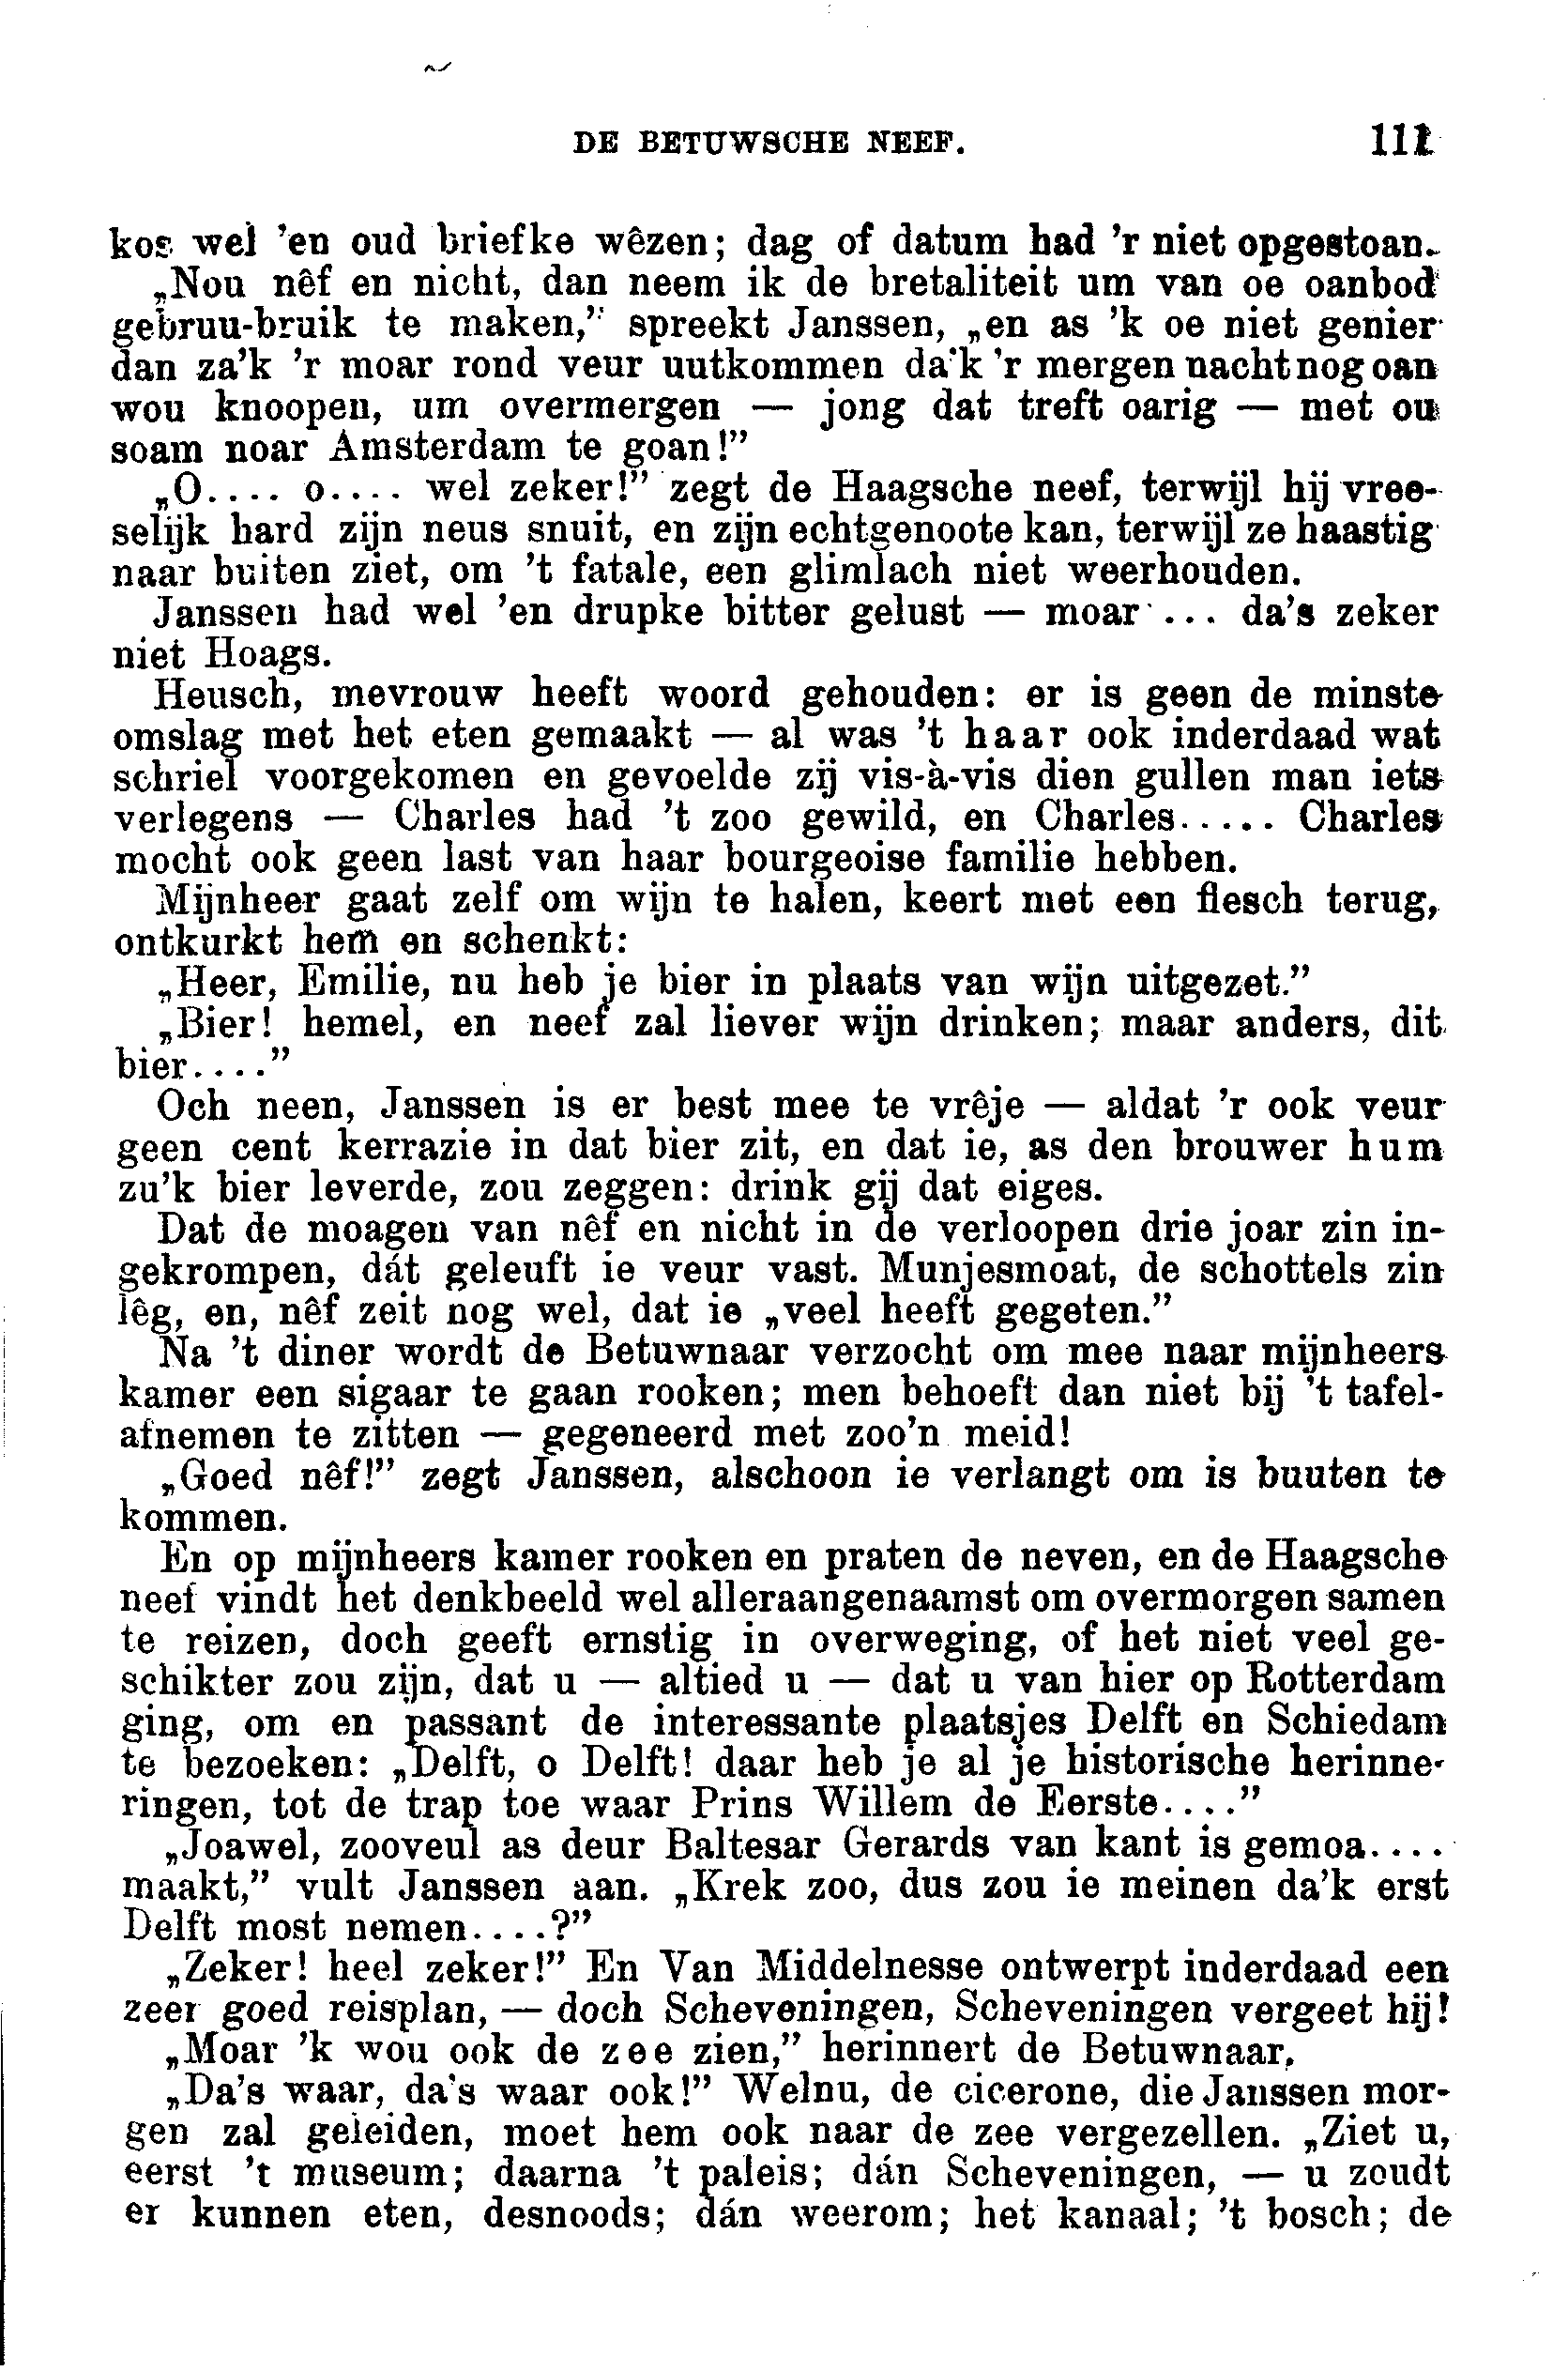 DE BETUWSCHE NEEF. 111
kos wel 'en oud briefke wêzen; dag of datum had 'r niet opgestoan.
„Nou nêf en nicht, dan neem ik de bretaliteit um van oe oanbod
gebruu-bruik te maken,” spreekt Janssen, „en as 'k oe niet genier
dan za'k 'r moar rond veur uutkommen da'k 'r mergen nacht nog oan
wou knoopen, um overmergen — jong dat treft oarig — met ou
soam noar Amsterdam te goan!”
„O.... o.... wel zeker!” zegt de Haagsche neef, terwijl hij vree-
selijk hard zijn neus snuit, en zijn echtgenoote kan, terwijl ze haastig
naar buiten ziet, om 't fatale, een glimlach niet weerhouden.
Janssen had wel 'en drupke bitter gelust — moar ... da's zeker
niet Hoags.
Heusch, mevrouw heeft woord gehouden: er is geen de minste
omslag met het eten gemaakt — al was 't haar ook inderdaad wat
schriel voorgekomen en gevoelde zij vis-à-vis dien gullen man iets
verlegens — Charles had 't zoo gewild, en Charles..... Charles
mocht ook geen last van haar bourgeoise familie hebben.
Mijnheer gaat zelf om wijn te halen, keert met een flesch terug,
ontkurkt hem en schenkt:
„Heer, Emilie, nu heb je bier in plaats van wijn uitgezet.”
„Bier! hemel, en neef zal liever wijn drinken; maar anders, dit
bier....”
Och neen, Janssen is er best mee te vrêje — aldat 'r ook veur
geen cent kerrazie in dat bier zit, en dat ie, as den brouwer hum
zu'k bier leverde, zou zeggen: drink gij dat eiges.
Dat de moagen van nêf en nicht in de verloopen drie joar zin in-
gekrompen, dát geleuft ie veur vast. Munjesmoat, de schottels zin
lêg, en, nêf zeit nog wel, dat ie „veel heeft gegeten.”
Na 't diner wordt de Betuwnaar verzocht om mee naar mijnheers
kamer een sigaar te gaan rooken; men behoeft dan niet bij 't tafel-
afnemen te zitten — gegeneerd met zoo'n meid!
„Goed nêf!” zegt Janssen, alschoon ie verlangt om is buuten te
kommen.
En op mijnheers kamer rooken en praten de neven, en de Haagsche
neef vindt het denkbeeld wel alleraangenaamst om overmorgen samen
te reizen, doch geeft ernstig in overweging, of het niet veel ge-
schikter zou zijn, dat u — altied u — dat u van hier op Rotterdam
ging, om en passant de interessante plaatsjes Delft en Schiedam
te bezoeken: „Delft, o Delft! daar heb je al je historische herinne-
ringen, tot de trap toe waar Prins Willem de Eerste....”
„Joawel, zooveul as deur Baltesar Gerards van kant is gemoa....
maakt,” vult Janssen aan. „Krek zoo, dus zou ie meinen da'k erst
Delft most nemen....?”
„Zeker! heel zeker!” En Van Middelnesse ontwerpt inderdaad een
zeer goed reisplan, — doch Scheveningen, Scheveningen vergeet hij!
„Moar 'k wou ook de zee zien,” herinnert de Betuwnaar.
„Da's waar, da's waar ook!” Welnu, de cicerone, die Janssen mor-
gen zal geleiden, moet hem ook naar de zee vergezellen. „Ziet u,
eerst 't museum; daarna 't paleis; dán Scheveningen, — u zoudt
er kunnen eten, desnoods; dán weerom; het kanaal; 't bosch; de